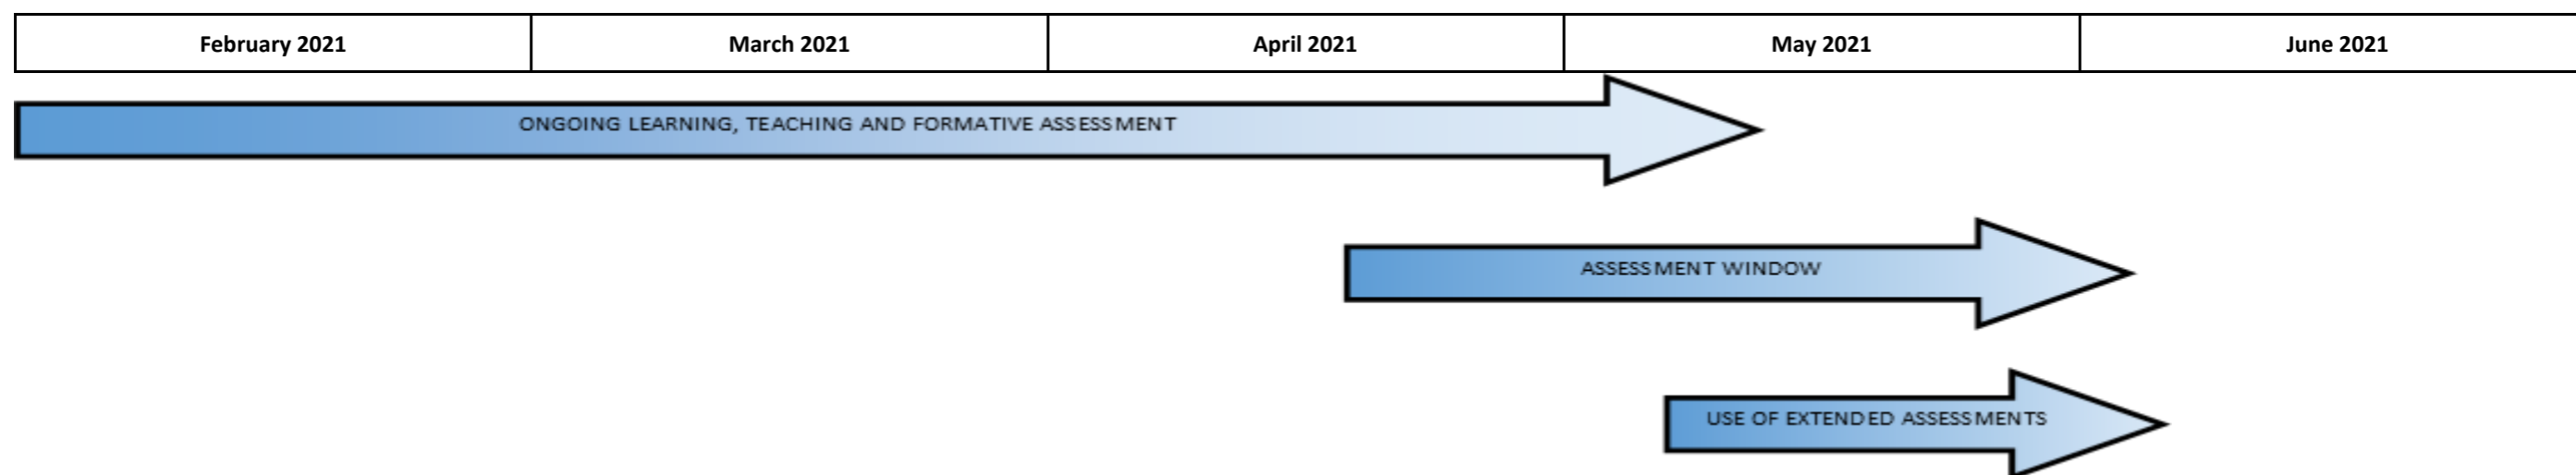 February 2021 March 2021 April 2021 May 2021 June 2021
ONGOING LEARNING, TEACHING AND FORMATIVE ASSESSMENT
ASSESSMENT WINDOW
USE OF EXTENDED ASSESSMENTS